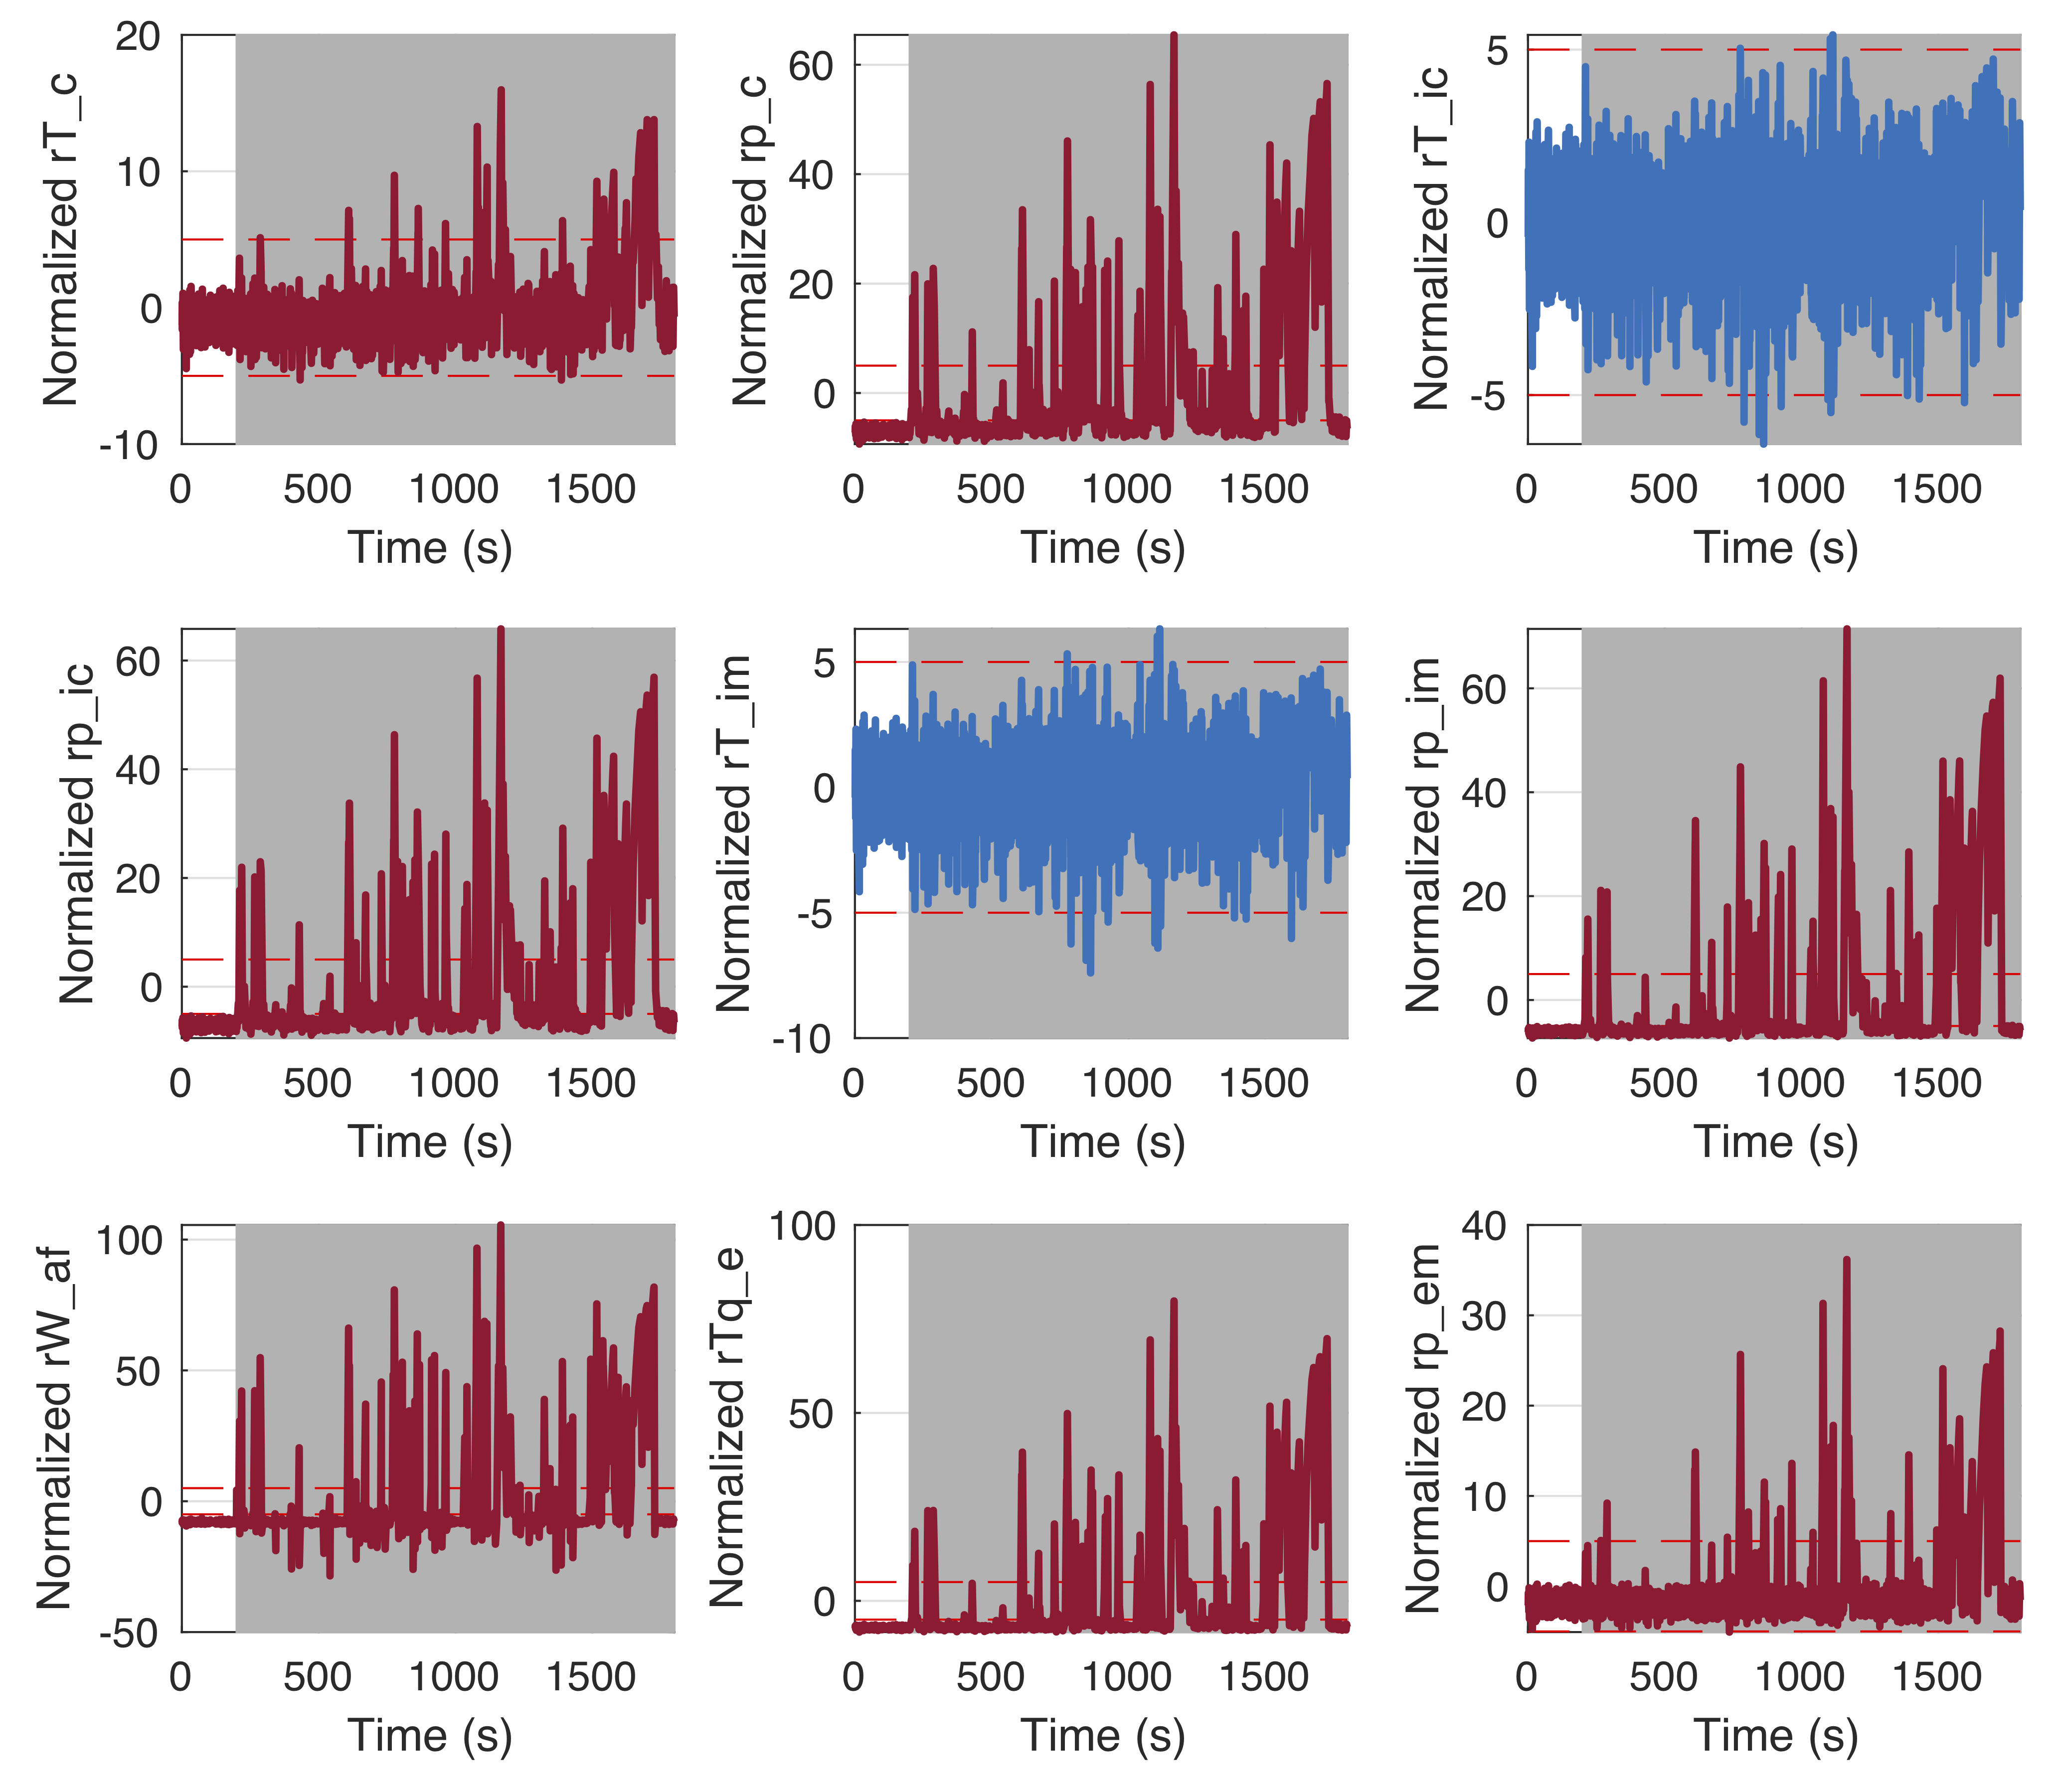 Normalized rT_c
20
10
0
-10
0 500 1000 1500
Time (s)
Normalized rp_c
60
40
20
0
0 500 1000 1500
Time (s)
Normalized rT_ic
5
0
-5
0 500 1000 1500
Time (s)
Normalized rp_ic
60
40
20
0
0 500 1000 1500
Time (s)
Normalized rT_im
5
0
-5
-10
0 500 1000 1500
Time (s)
Normalized rp_im
60
40
20
0
0 500 1000 1500
Time (s)
Normalized rW_af
100
50
0
-50
0 500 1000 1500
Time (s)
Normalized rTq_e
100
50
0
0 500 1000 1500
Time (s)
Normalized rp_em
40
30
20
10
0
0 500 1000 1500
Time (s)